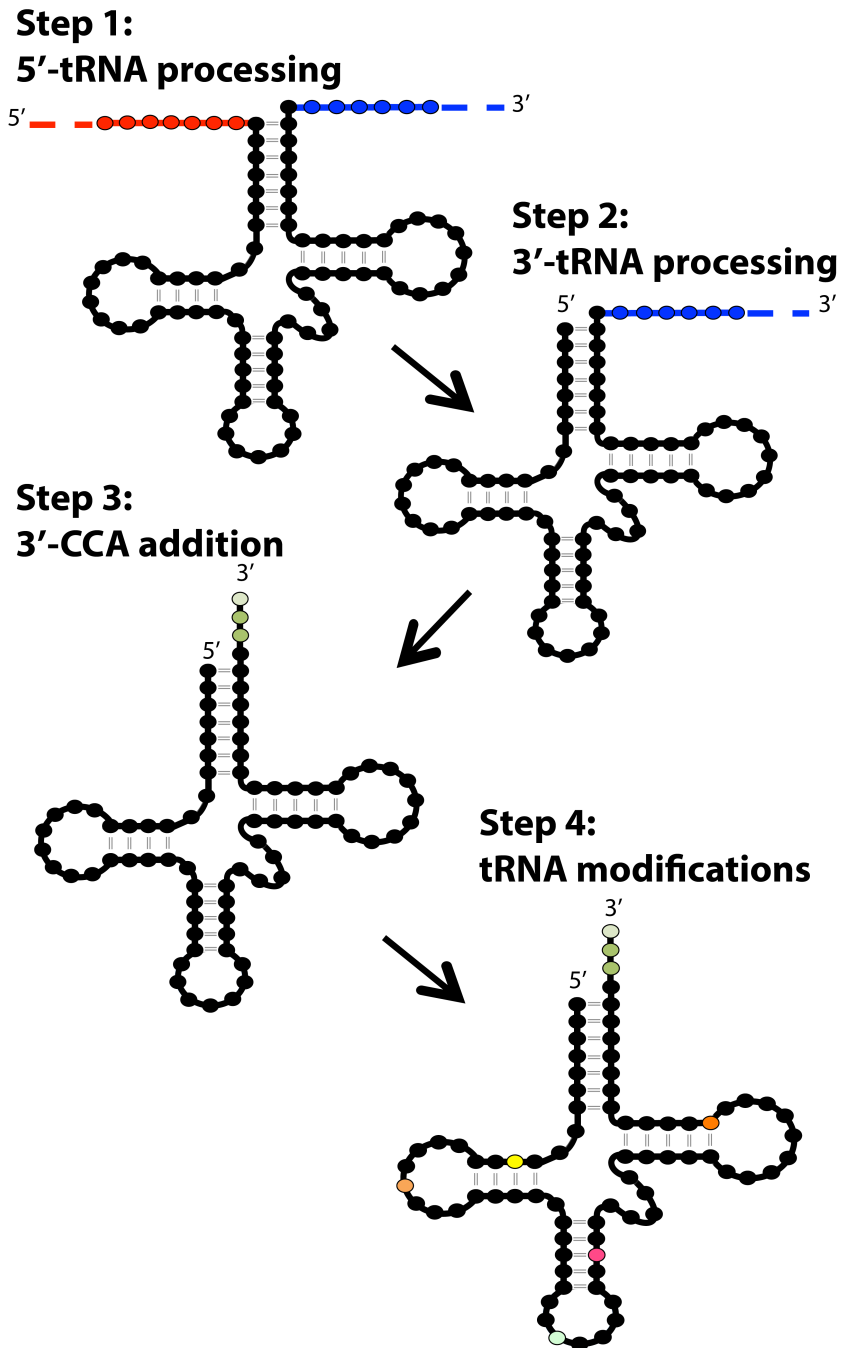 Step 1:
5’-tRNA processing
5’
3’
Step 2:
3’-tRNA processing
5’
3’
Step 3:
3’-CCA addition
3’
5’
Step 4:
tRNA modifications
3’
5’